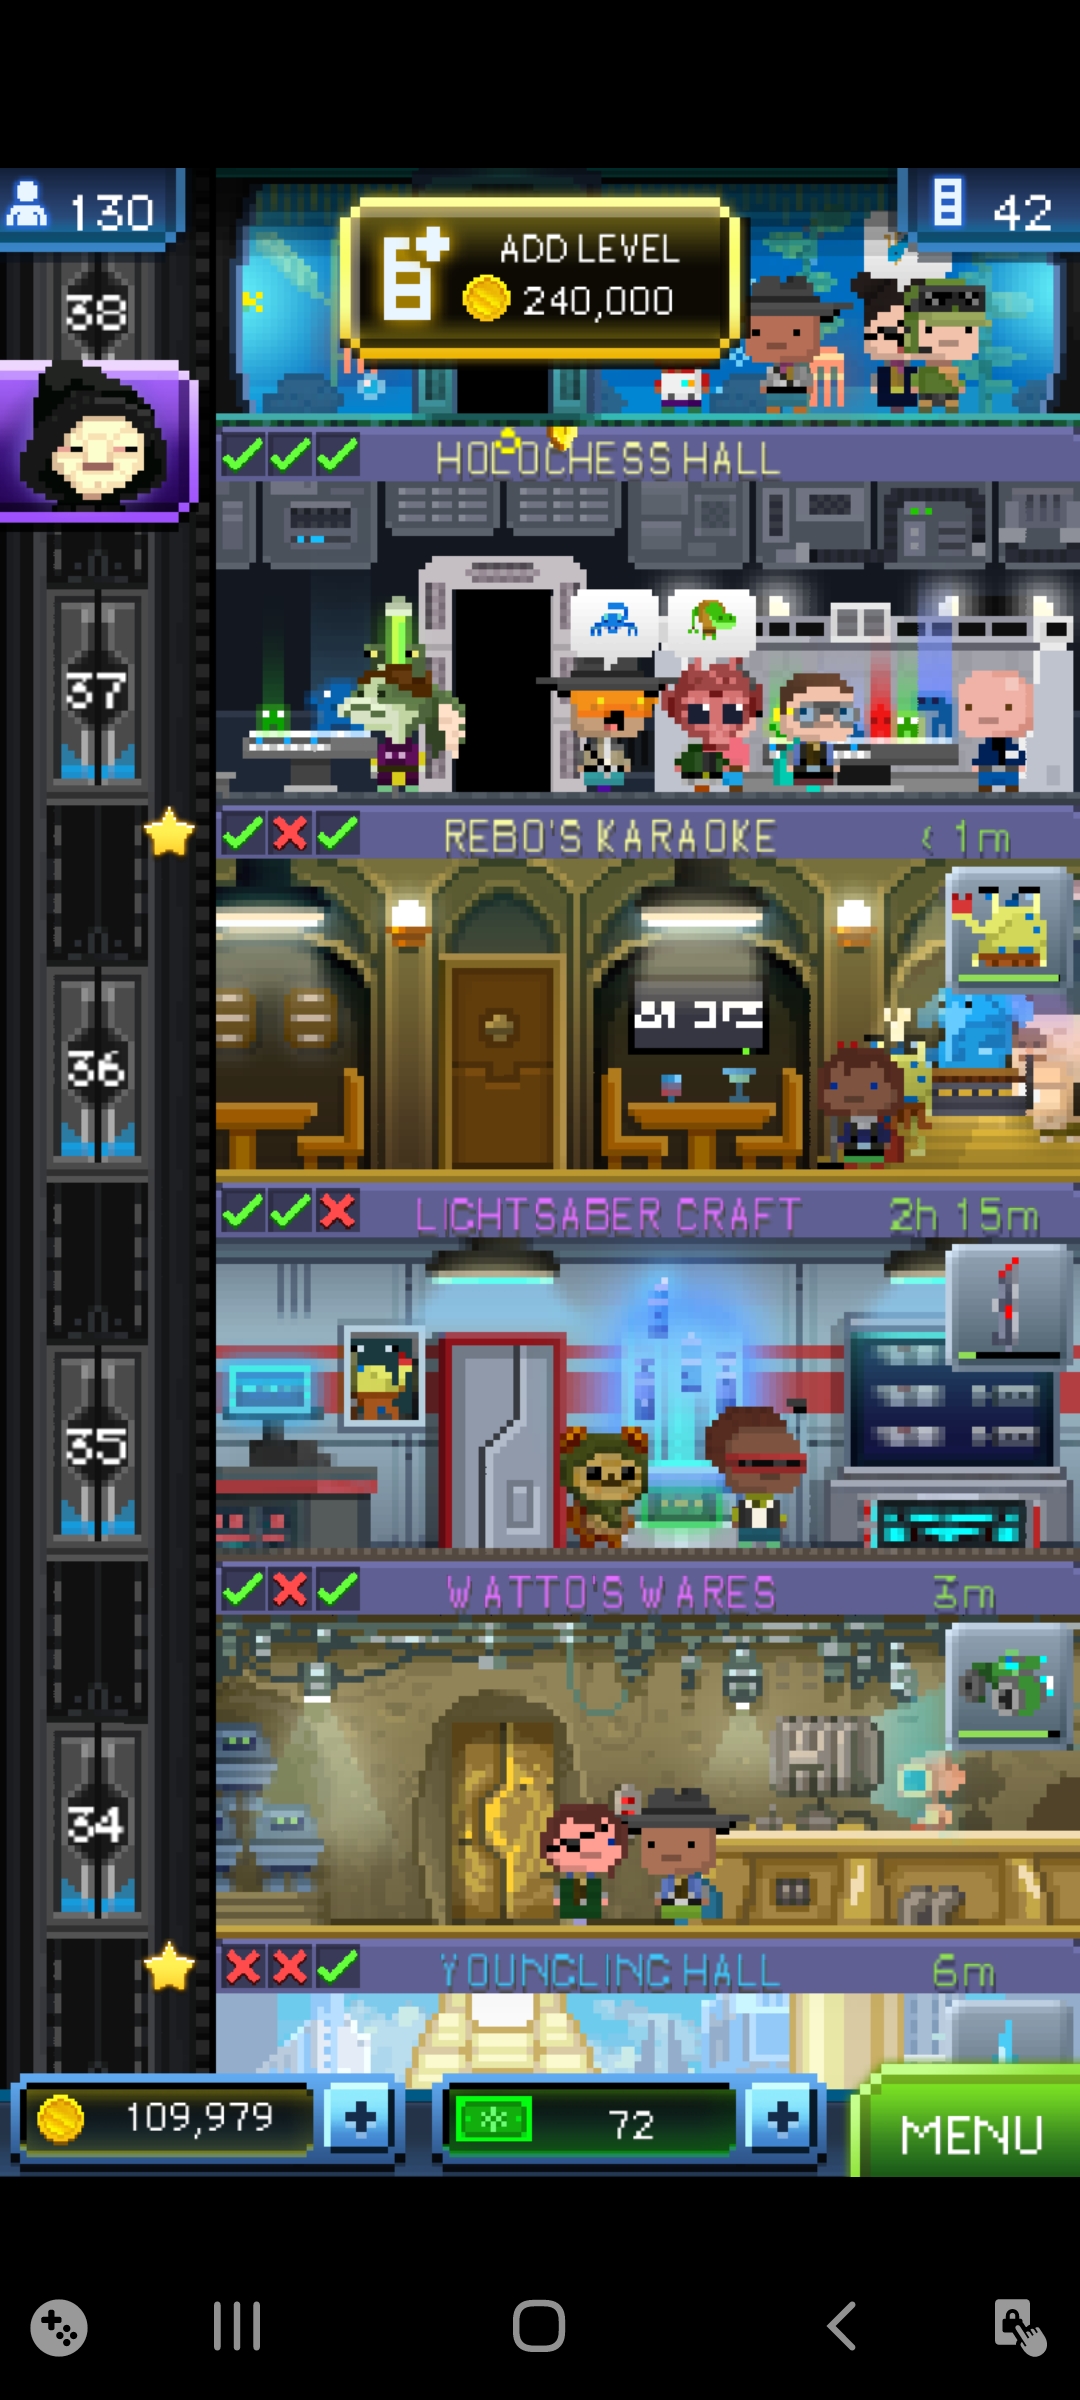 130
ADD LEVEL
240,000
42
38
HOLOCHESS HALL
37
REBO'S KARAOKE
< 1m
36
LIGHTSABER CRAFT
2h 15m
35
WATTO'S WARES
3m
34
YOUNGLING HALL
6m
109,979
72
MENU